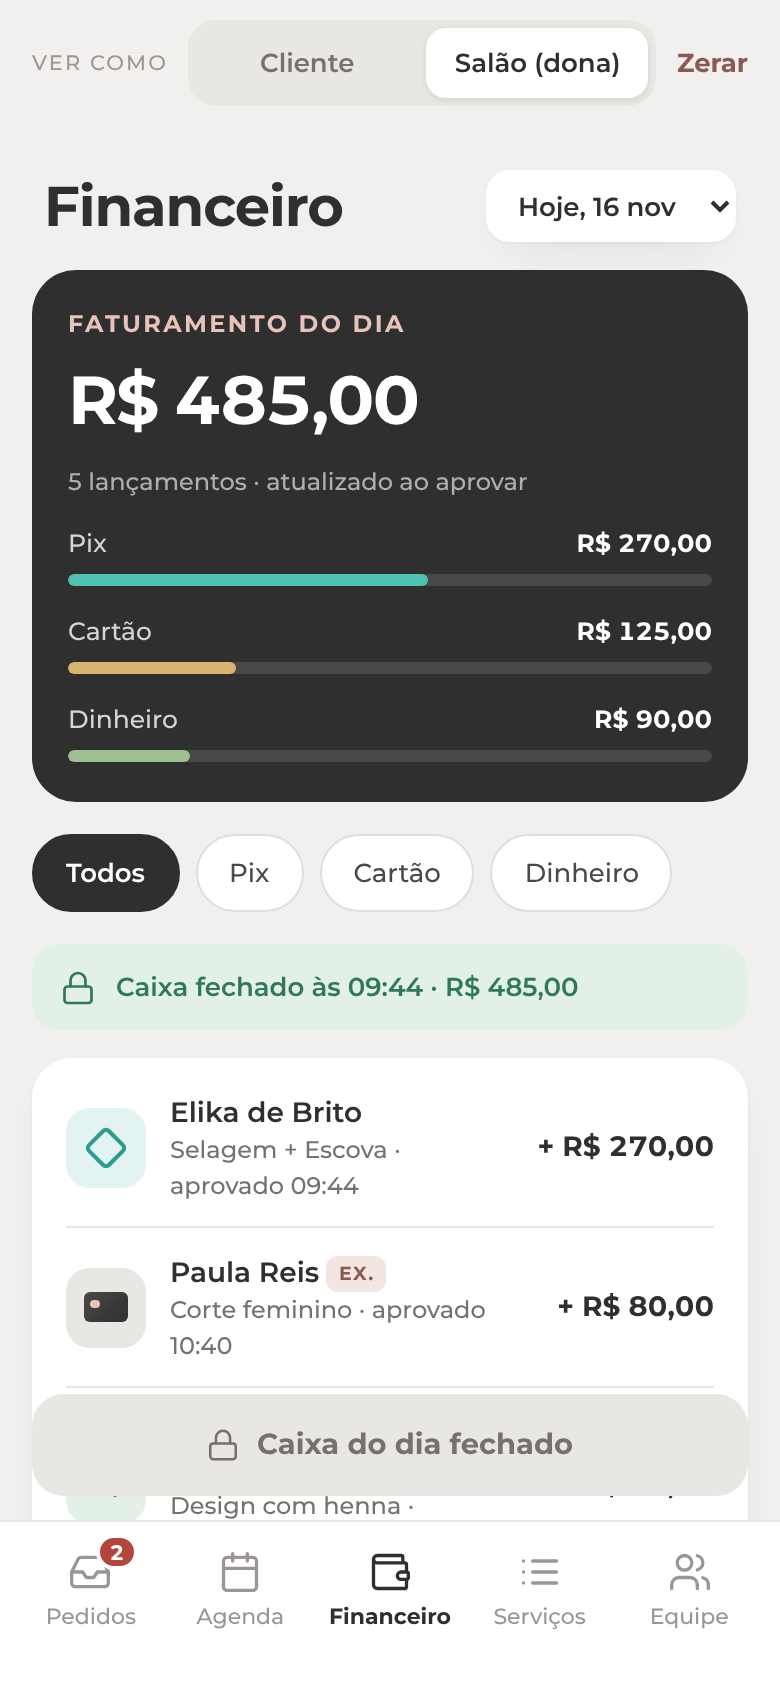 VER COMO
Cliente
Salão (dona)
Zerar
Financeiro
Hoje, 16 nov
FATURAMENTO DO DIA
R$ 485,00
5 lançamentos · atualizado ao aprovar
Pix
R$ 270,00
Cartão
R$ 125,00
Dinheiro
R$ 90,00
Todos
Pix
Cartão
Dinheiro
Caixa fechado às 09:44 · R$ 485,00
Elika de Brito
Selagem + Escova ·
aprovado 09:44
+ R$ 270,00
Paula Reis EX.
Corte feminino · aprovado
10:40
+ R$ 80,00
Caixa do dia fechado
Design com henna ·
2
Pedidos
Agenda
Financeiro
Serviços
Equipe